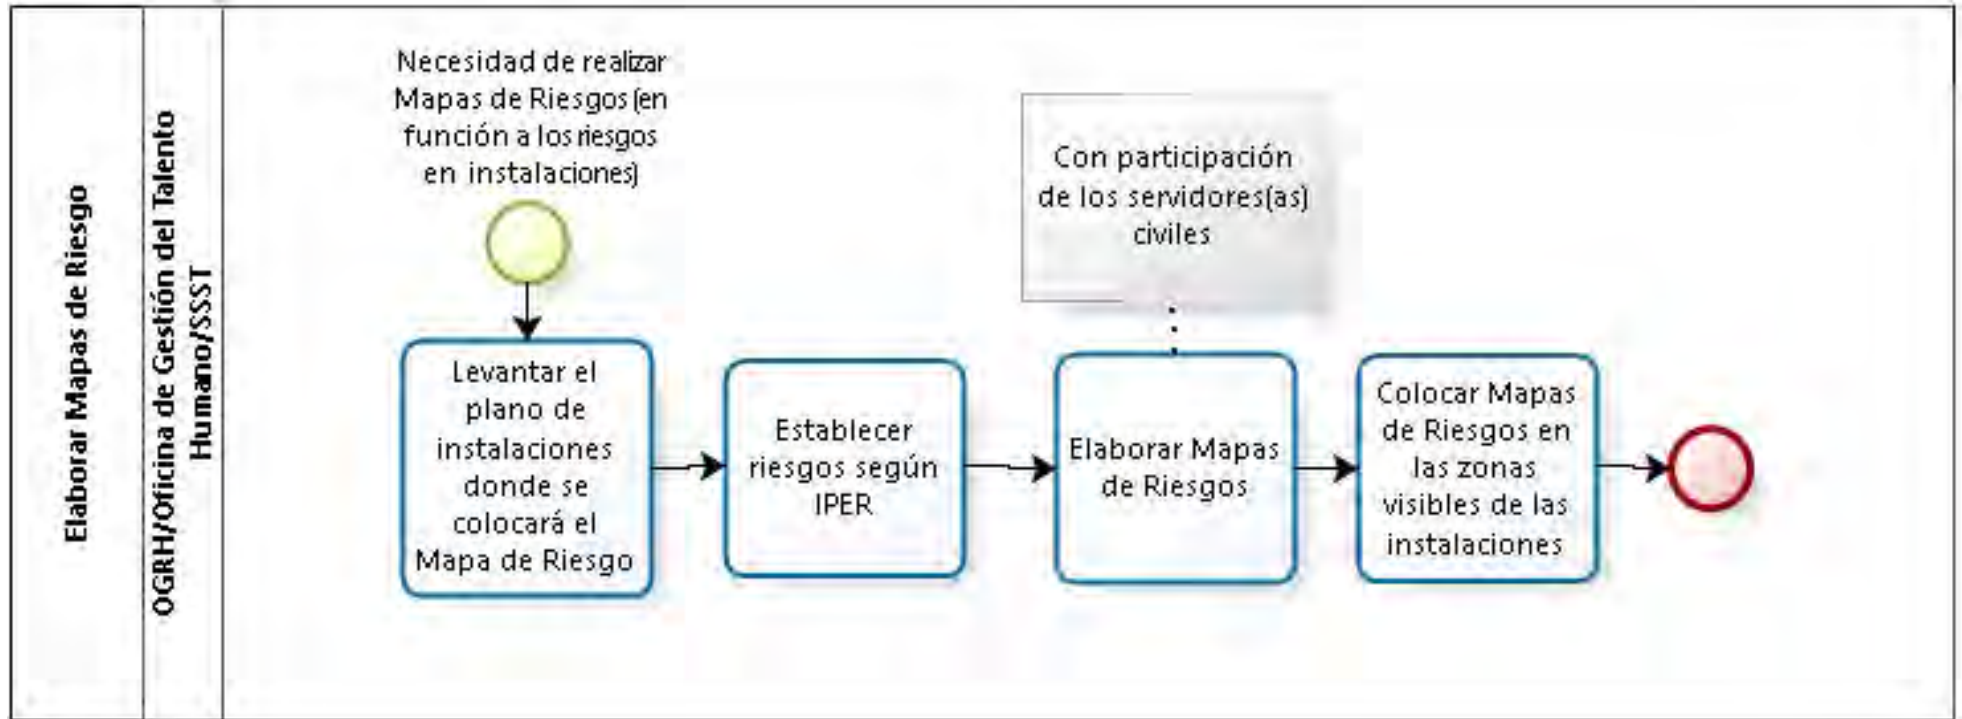 Elaborar Mapas de Riesgo
OGRH/Oficina de Gestión del Talento
Humano/SSST
Necesidad de realizar
Mapas de Riesgos(en
función a los riesgos
en instalaciones)
Con participación
de los servidores(as)
civiles
Levantar el
plano de
instalaciones
donde se
colocará el
Mapa de Riesgo
Establecer
riesgos según
IPER
Elaborar Mapas
de Riesgos
Colocar Mapas
de Riesgos en
las zonas
visibles de las
instalaciones